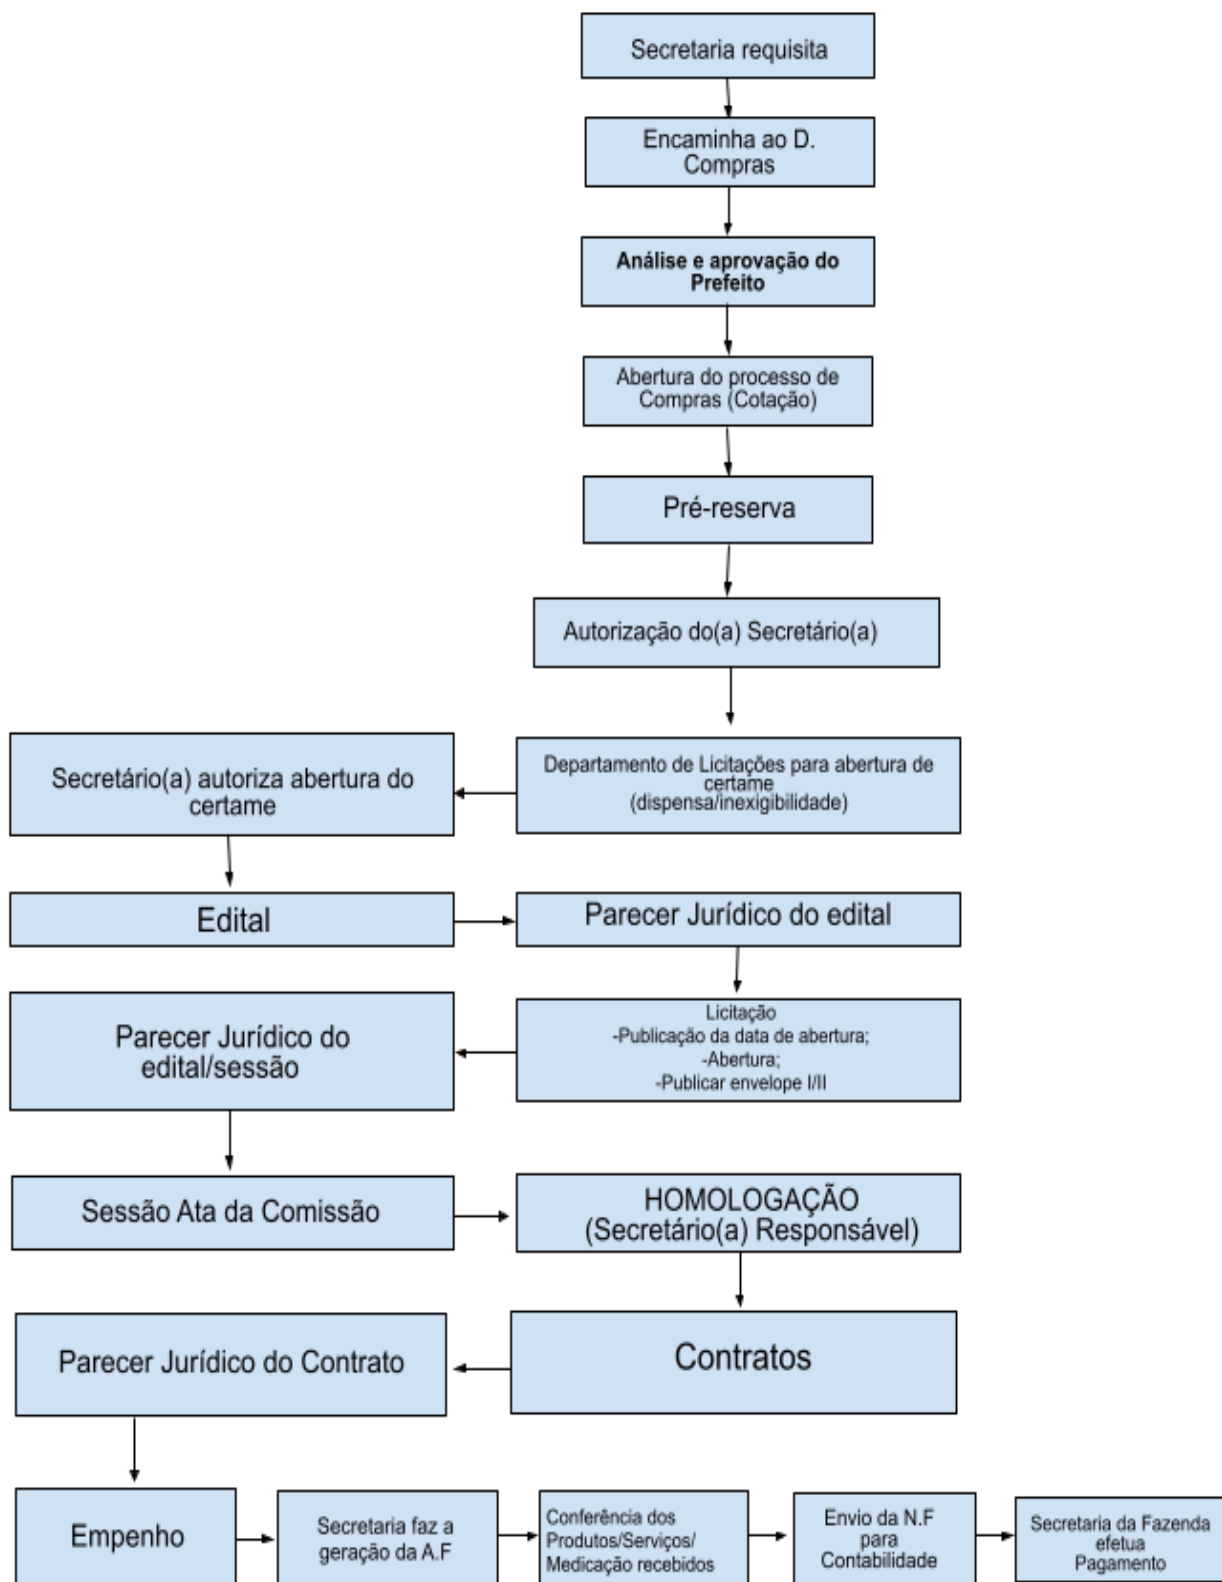 Secretaria requisita
Encaminha ao D.
Compras
Análise e aprovação do
Prefeito
Abertura do processo de
Compras (Cotação)
Pré-reserva
Autorização do(a) Secretário(a)
Departamento de Licitações para abertura de
certame
(dispensa/inexigibilidade)
Secretário(a) autoriza abertura do
certame
Edital
Parecer Jurídico do edital
Licitação
-Publicação da data de abertura;
-Abertura;
-Publicar envelope I/II
Parecer Jurídico do
edital/sessão
Sessão Ata da Comissão
HOMOLOGAÇÃO
(Secretário(a) Responsável)
Contratos
Parecer Jurídico do Contrato
Empenho
Secretaria faz a
geração da A.F
Conferência dos
Produtos/Serviços/
Medicação recebidos
Envio da N.F
para
Contabilidade
Secretaria da Fazenda
efetua
Pagamento